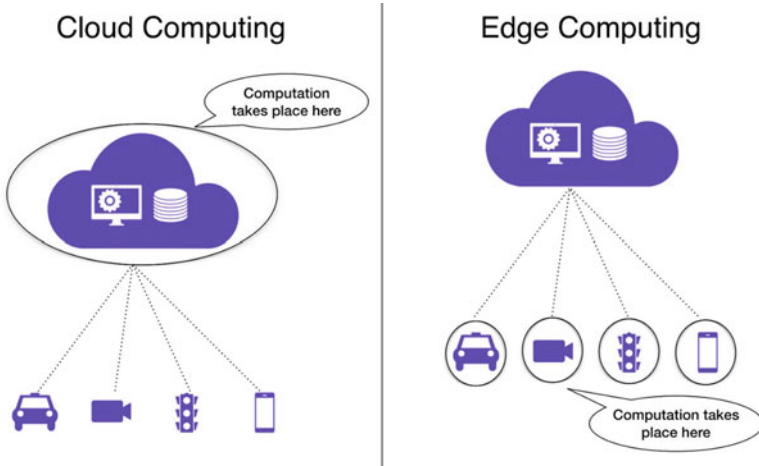 Cloud Computing
Computation
takes place here
Edge Computing
Computation takes
place here